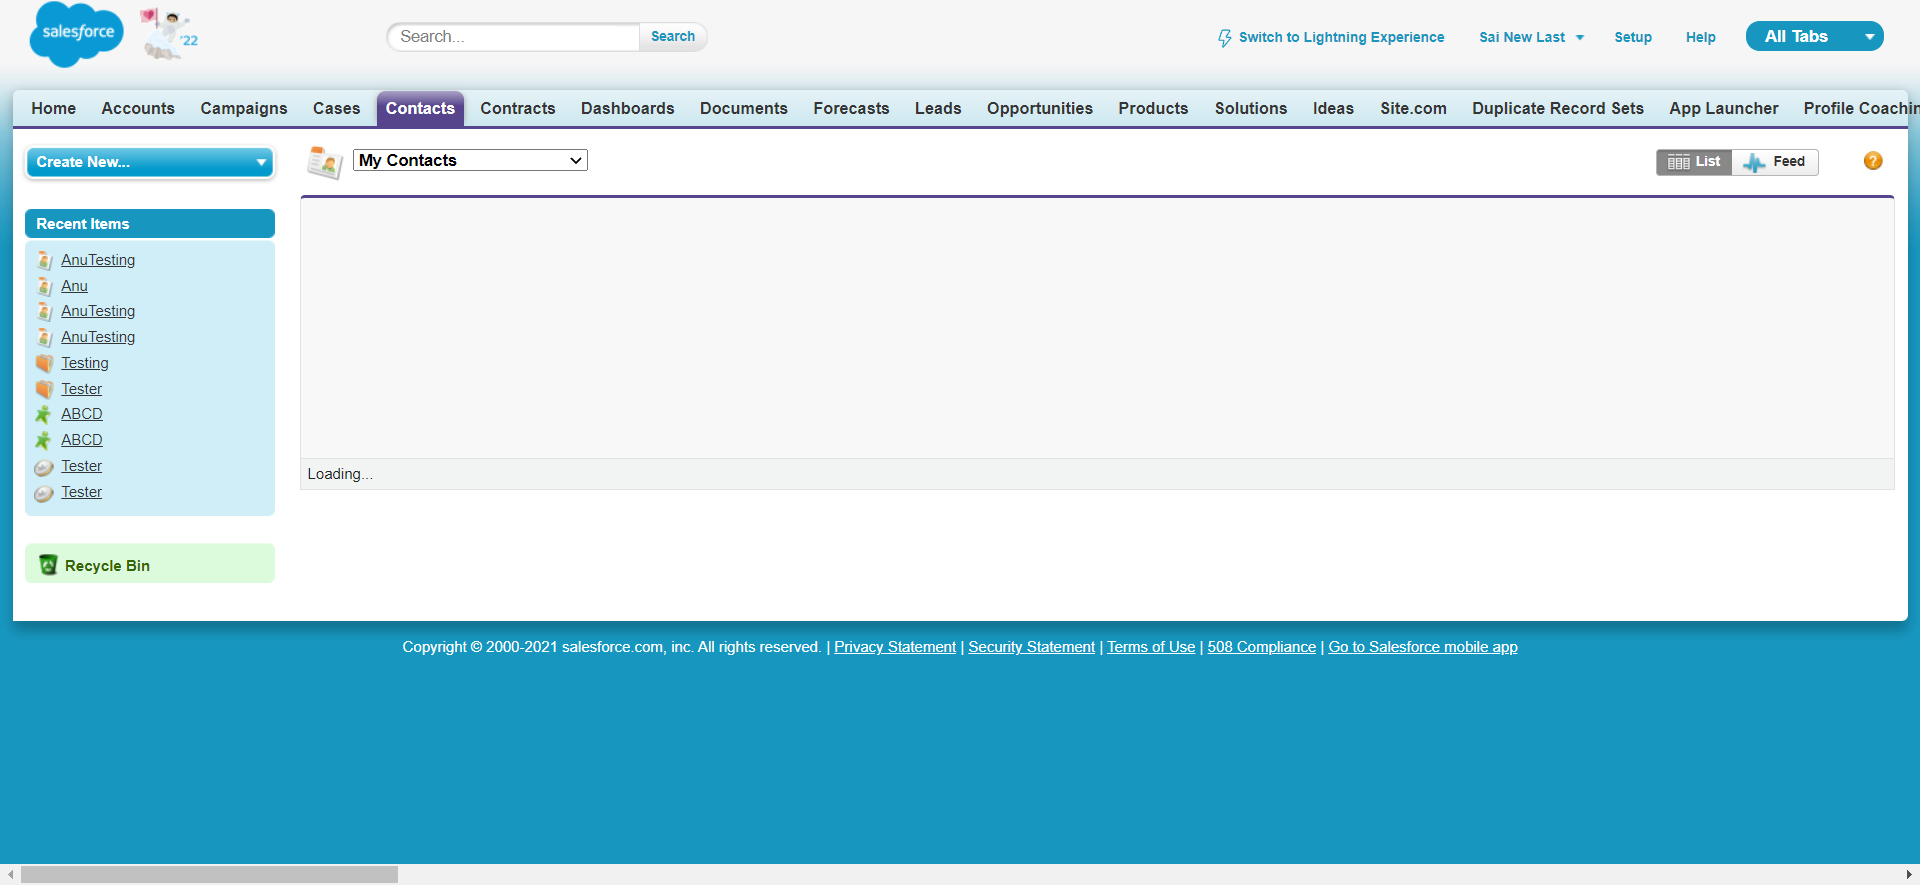 salesforce
'22
Search...
Search
Switch to Lightning Experience
Sai New Last
Setup
Help
All Tabs
Home Accounts Campaigns Cases Contacts Contracts Dashboards Documents Forecasts Leads Opportunities Products Solutions Ideas Site.com Duplicate Record Sets App Launcher Profile Coachin
Create New...
My Contacts
List
Feed
?
Recent Items
AnuTesting
Anu
AnuTesting
AnuTesting
Testing
Tester
ABCD
ABCD
Tester
Tester
Loading...
Recycle Bin
Copyright © 2000-2021 salesforce.com, inc. All rights reserved. | Privacy Statement | Security Statement | Terms of Use | 508 Compliance | Go to Salesforce mobile app